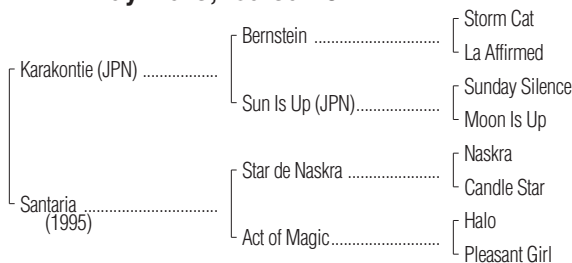 Storm Cat
Bernstein ..................................
La Affirmed
Karakontie (JPN) ....................
Sunday Silence
Sun Is Up (JPN)......................
Moon Is Up
Naskra
Star de Naskra ............................
Candle Star
Santaria ....................................
(1995)
Halo
Act of Magic.............................
Pleasant Girl